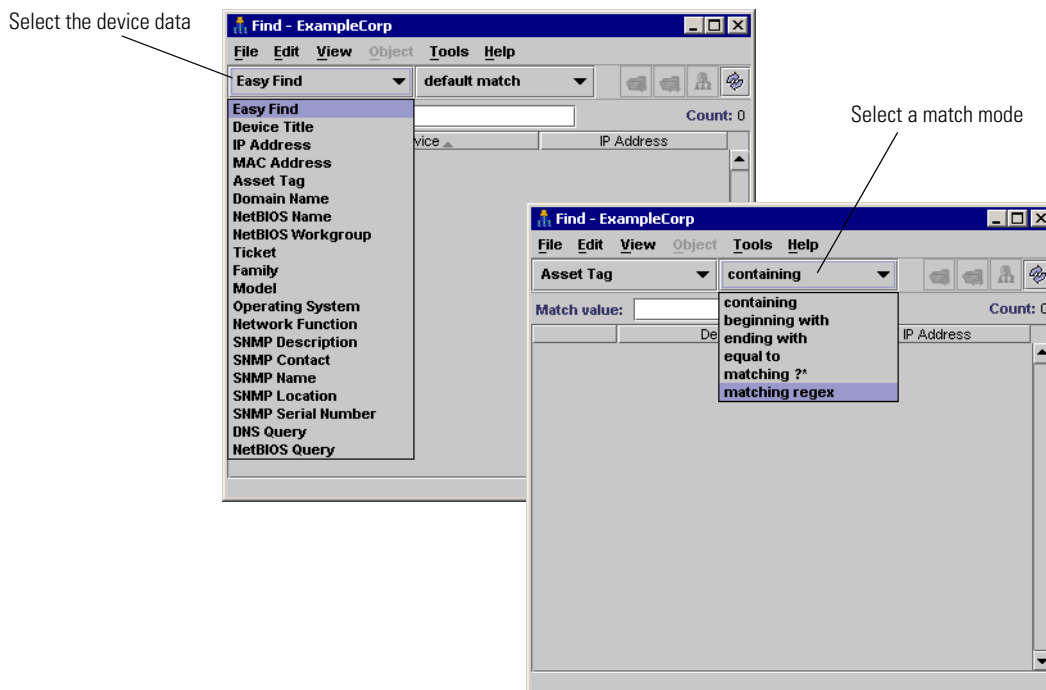 Select the device data
Find - ExampleCorp
File Edit View Object Tools Help
Easy Find default match
Count: 0
vice IP Address
Easy Find
Device Title
IP Address
MAC Address
Asset Tag
Domain Name
NetBIOS Name
NetBIOS Workgroup
Ticket
Family
Model
Operating System
Network Function
SNMP Description
SNMP Contact
SNMP Name
SNMP Location
SNMP Serial Number
DNS Query
NetBIOS Query
Select a match mode
Find - ExampleCorp
File Edit View Object Tools Help
Asset Tag containing
Match value: Count: 0
De IP Address
containing
beginning with
ending with
equal to
matching ?*
matching regex